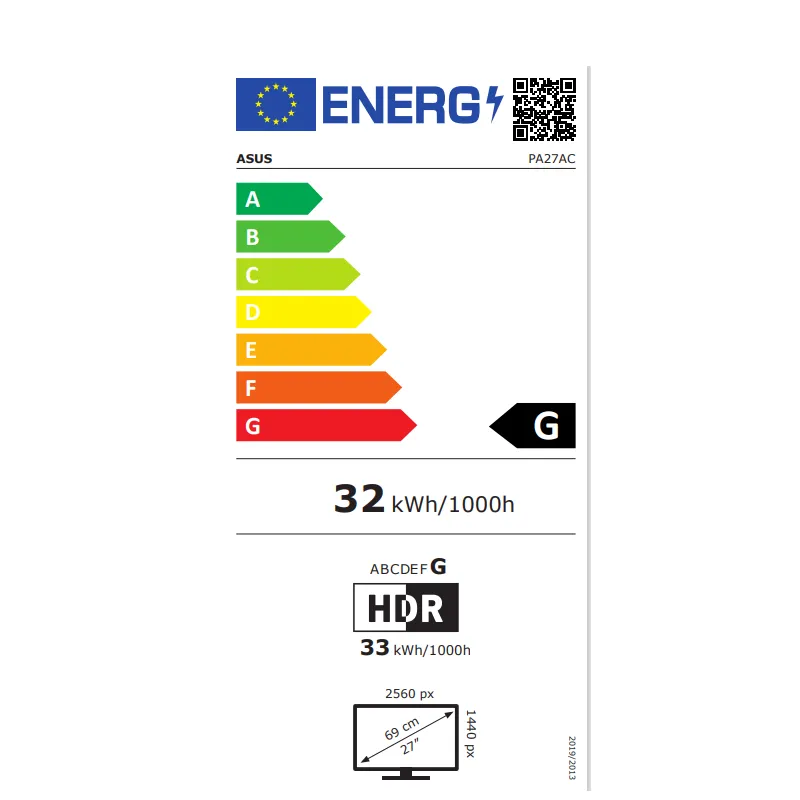 ENERG
ASUS PA27AC
A
B
C
D
E
F
G
G
32 kWh/1000h
ABCDEFG
HDR
33 kWh/1000h
2560 px
1440 px
69 cm
27”
2019/2013